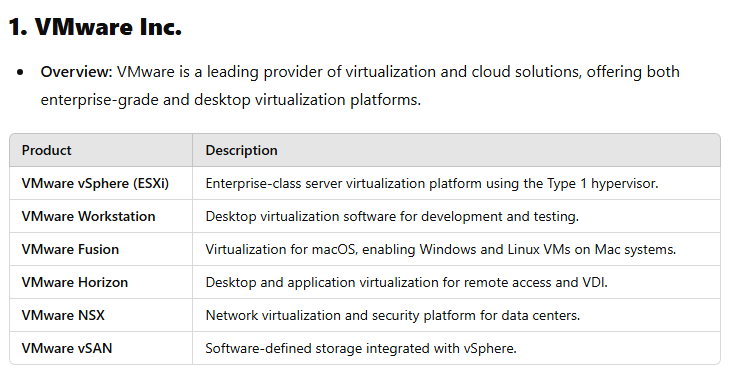 1. VMware Inc.
• Overview: VMware is a leading provider of virtualization and cloud solutions, offering both
enterprise-grade and desktop virtualization platforms.
Product Description
VMware vSphere (ESXi) Enterprise-class server virtualization platform using the Type 1 hypervisor.
VMware Workstation Desktop virtualization software for development and testing.
VMware Fusion Virtualization for macOS, enabling Windows and Linux VMs on Mac systems.
VMware Horizon Desktop and application virtualization for remote access and VDI.
VMware NSX Network virtualization and security platform for data centers.
VMware vSAN Software-defined storage integrated with vSphere.